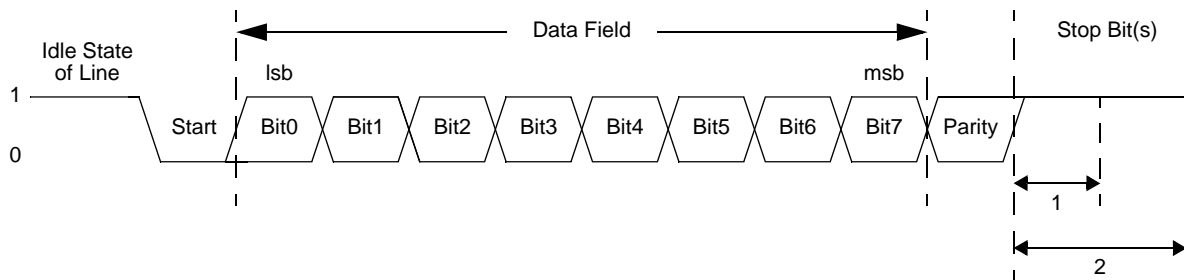 Data Field
Stop Bit(s)
Idle State
of Line
lsb
msb
1
Start
Bit0
Bit1
Bit2
Bit3
Bit4
Bit5
Bit6
Bit7
Parity
0
1
2